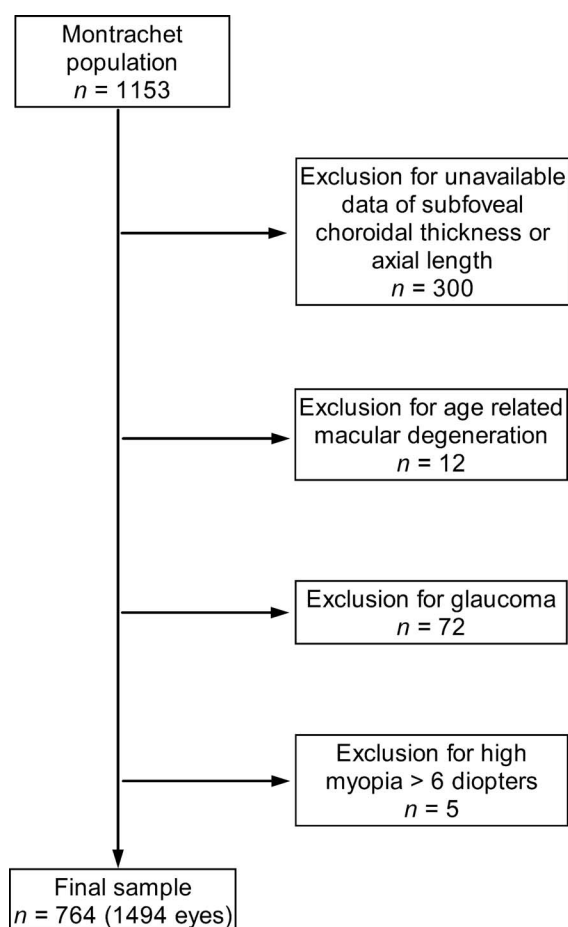 Montrachet
population
n = 1153
Exclusion for unavailable
data of subfoveal
choroidal thickness or
axial length
n = 300
Exclusion for age related
macular degeneration
n = 12
Exclusion for glaucoma
n = 72
Exclusion for high
myopia > 6 diopters
n = 5
Final sample
n = 764 (1494 eyes)